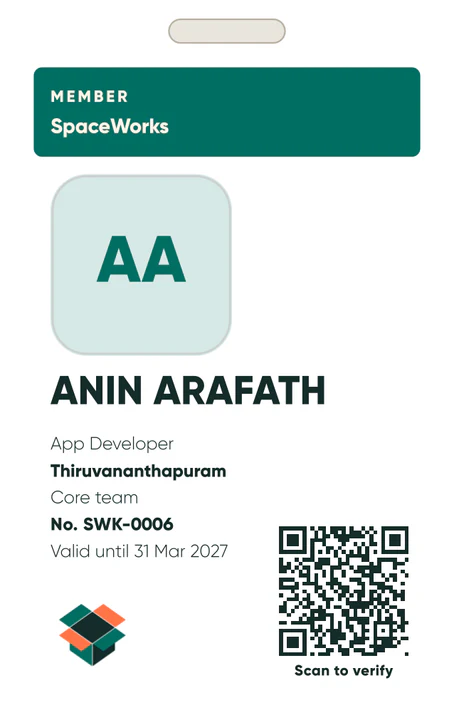 MEMBER
SpaceWorks
AA
ANIN ARAFATH
App Developer
Thiruvananthapuram
Core team
No. SWK-0006
Valid until 31 Mar 2027
Scan to verify